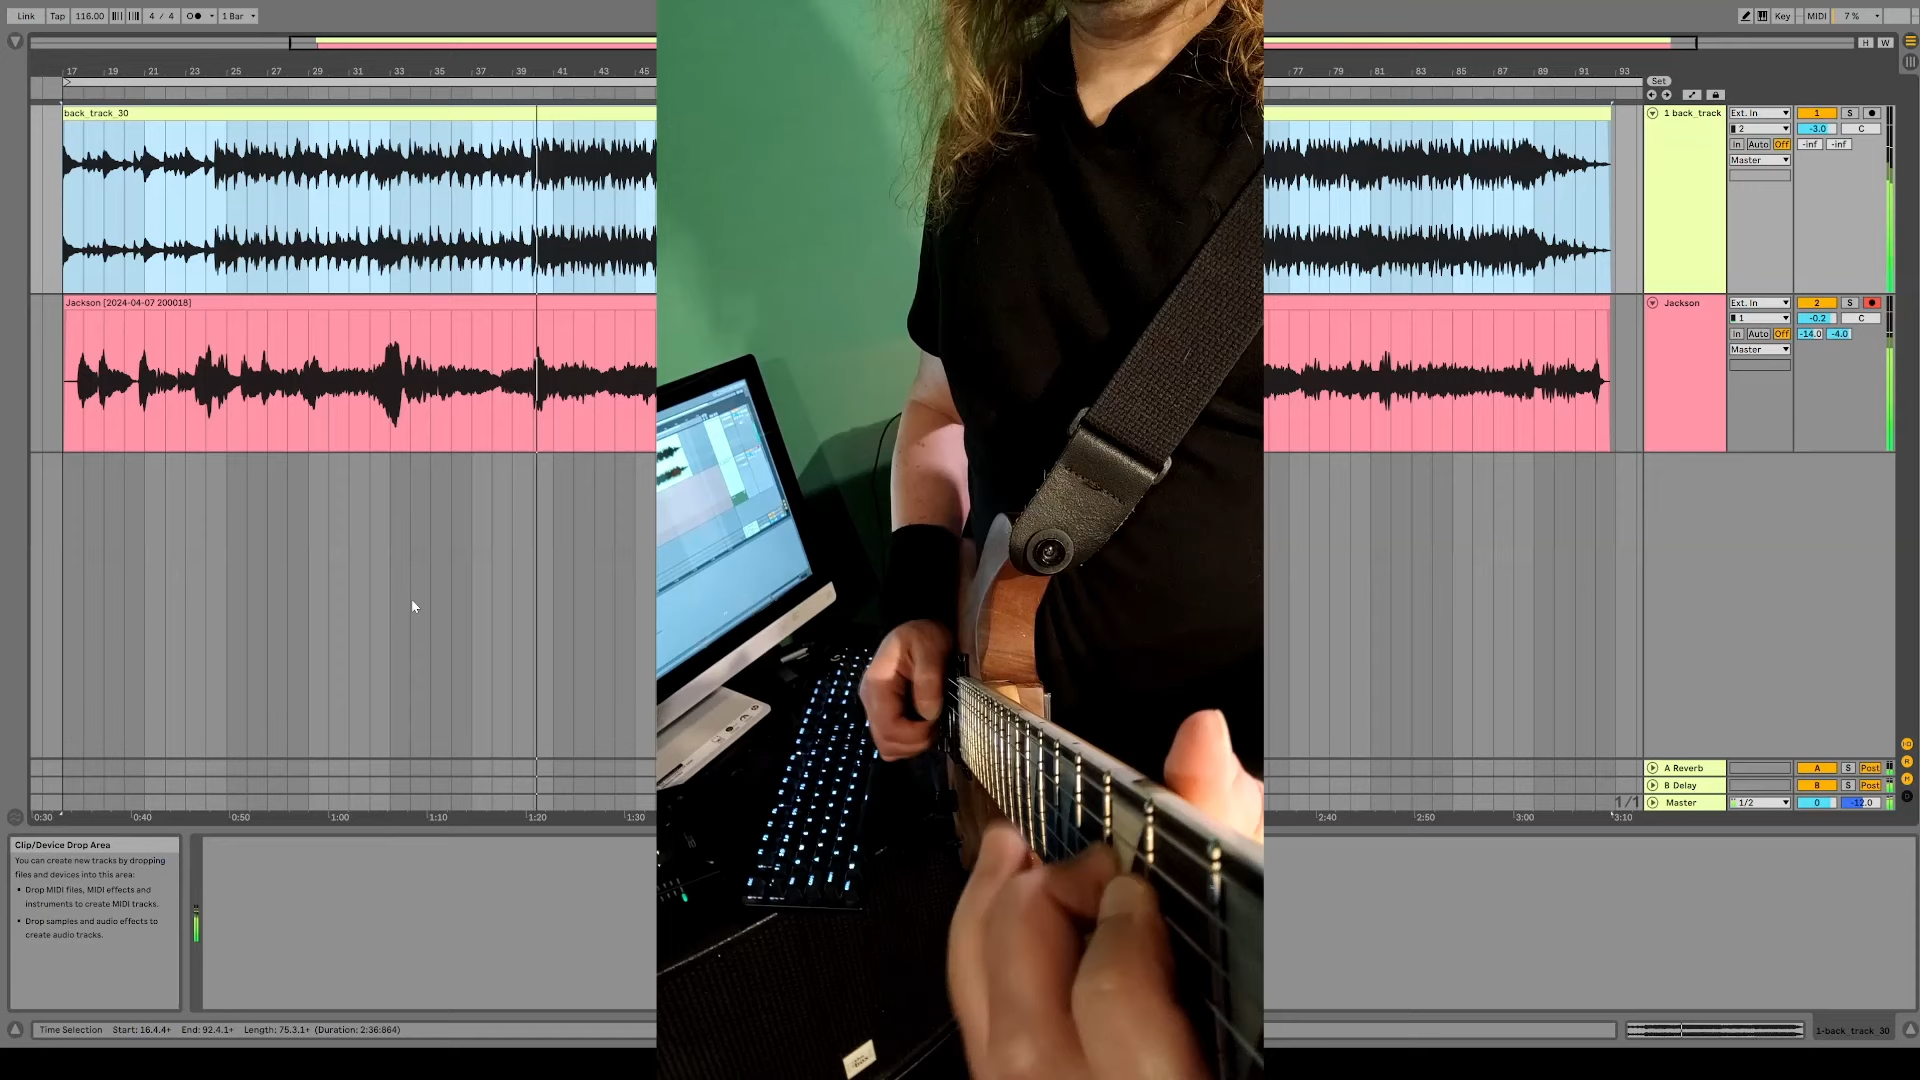 Link Tap 116.00 4 / 4 1 Bar Key MIDI 7 %
H W
17 19 21 23 25 27 29 31 33 35 37 39 41 43 45 77 79 81 83 85 87 89 91 93
Set
back_track_30 1 back_track Ext. In 1 S
2 -3.0 C
In Auto Off -inf -inf
Master
Jackson [2024-04-07 200018] Jackson Ext. In 2 S
1 -0.2 C
In Auto Off -14.0 -4.0
Master
A Reverb A S Post
B Delay B S Post
1/1 Master 1/2 0 -12.0
0:30 0:40 0:50 1:00 1:10 1:20 1:30 2:40 2:50 3:00 3:10
Clip/Device Drop Area
You can create new tracks by dropping
files and devices into this area:
• Drop MIDI files, MIDI effects and
instruments to create MIDI tracks.
• Drop samples and audio effects to
create audio tracks.
Time Selection Start: 16.4.4+ End: 92.4.1+ Length: 75.3.1+ (Duration: 2:36:864) 1-back_track_30